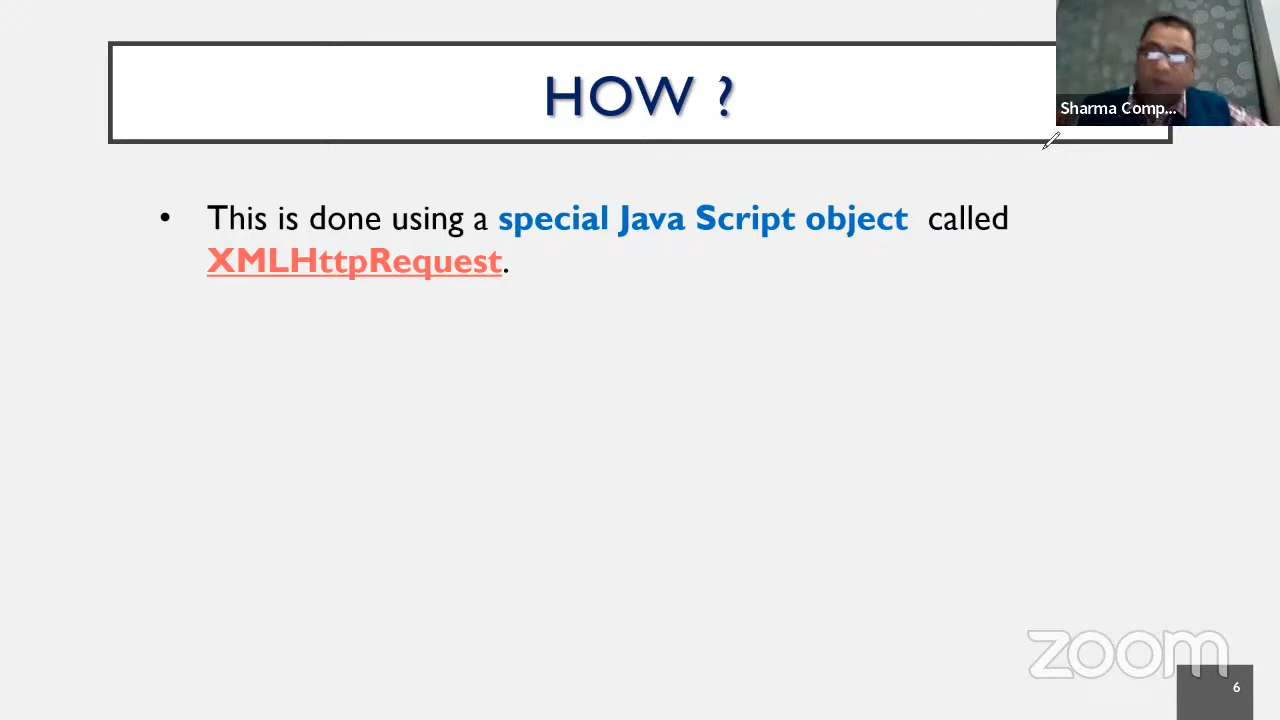 HOW ?
Sharma Comp...
• This is done using a special Java Script object called
XMLHttpRequest.
zoom
6